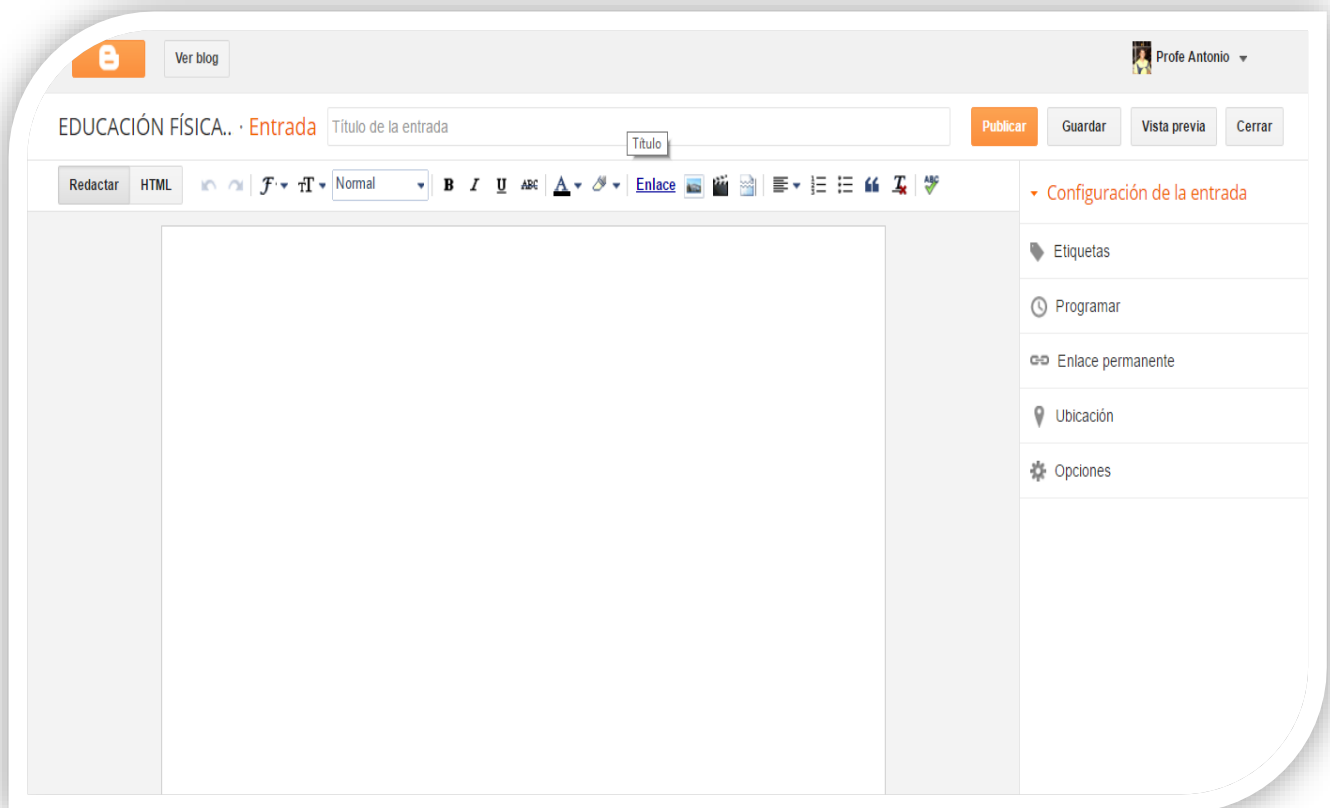 Ver blog
Profe Antonio
EDUCACIÓN FÍSICA.. · Entrada Título de la entrada Publicar Guardar Vista previa Cerrar
Título
Redactar HTML Normal B I U ABC A Enlace ABC
Configuración de la entrada
Etiquetas
Programar
Enlace permanente
Ubicación
Opciones